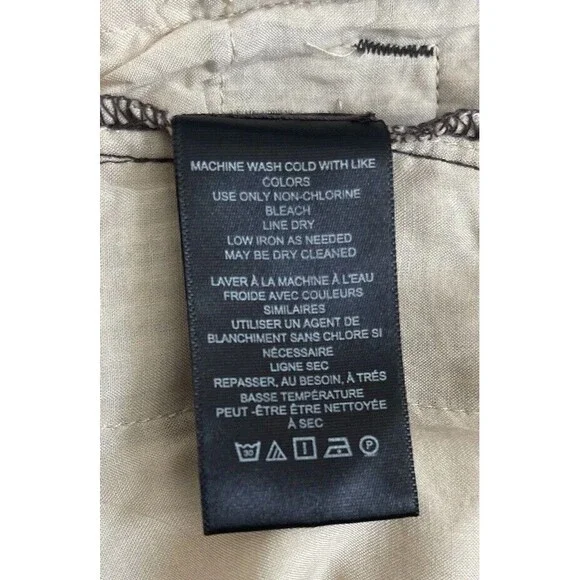 MACHINE WASH COLD WITH LIKE
COLORS
USE ONLY NON-CHLORINE
BLEACH
LINE DRY
LOW IRON AS NEEDED
MAY BE DRY CLEANED
LAVER À LA MACHINE À L'EAU
FROIDE AVEC COULEURS
SIMILAIRES
UTILISER UN AGENT DE
BLANCHIMENT SANS CHLORE SI
NÉCESSAIRE
LIGNE SEC
REPASSER, AU BESOIN, À TRÉS
BASSE TEMPÉRATURE
PEUT -ÊTRE ÊTRE NETTOYÉE
À SEC
30 P